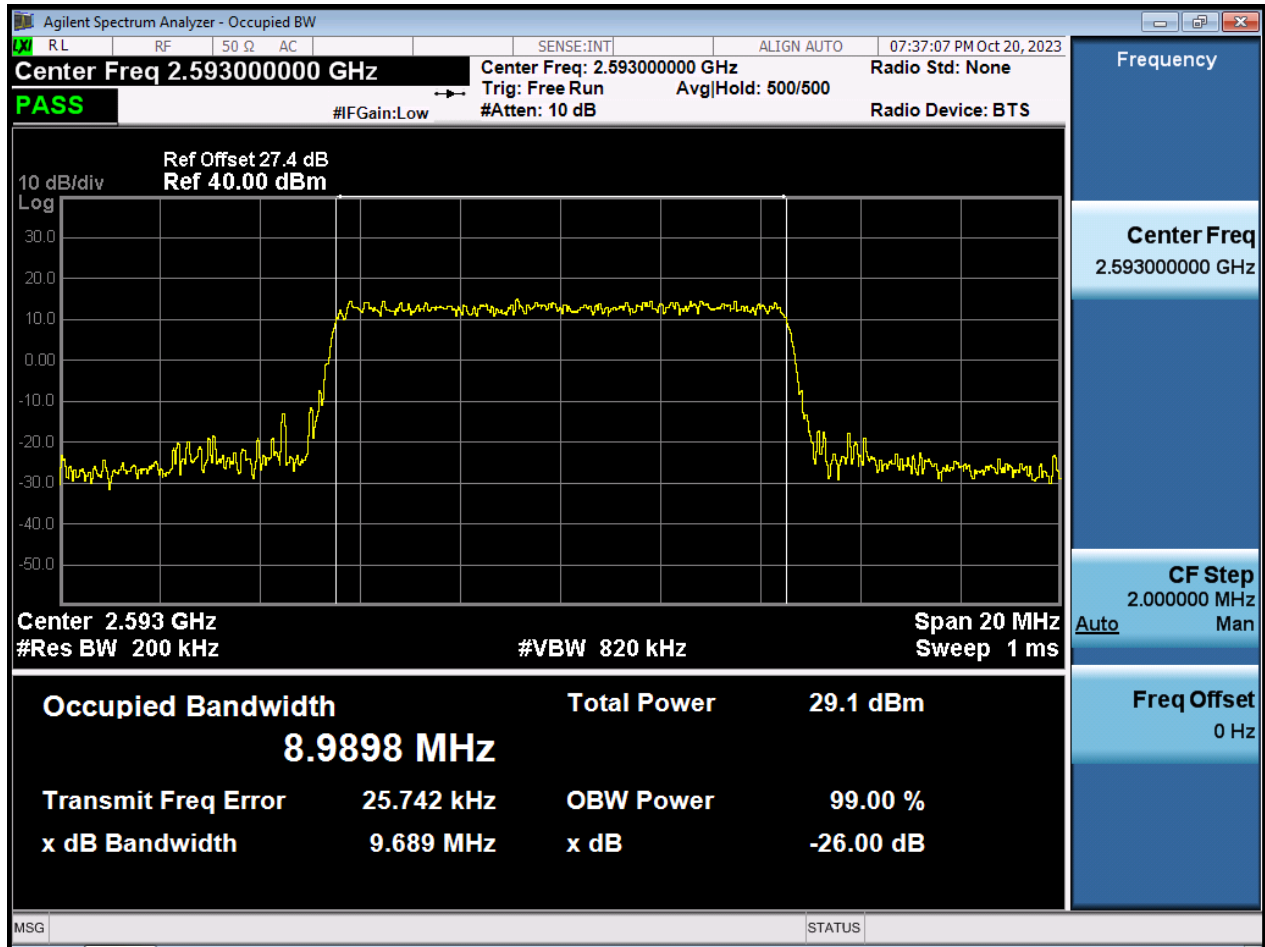 Agilent Spectrum Analyzer - Occupied BW
LXI RL RF 50 Ω AC SENSE:INT ALIGN AUTO 07:37:07 PM Oct 20, 2023
Center Freq 2.593000000 GHz
Center Freq: 2.593000000 GHz
Radio Std: None
Trig: Free Run Avg|Hold: 500/500
PASS
#IFGain:Low
#Atten: 10 dB
Radio Device: BTS
Ref Offset 27.4 dB
10 dB/div Ref 40.00 dBm
Log
30.0
20.0
10.0
0.00
-10.0
-20.0
-30.0
-40.0
-50.0
Center 2.593 GHz Span 20 MHz
#Res BW 200 kHz #VBW 820 kHz Sweep 1 ms
Occupied Bandwidth Total Power 29.1 dBm
8.9898 MHz
Transmit Freq Error 25.742 kHz OBW Power 99.00 %
x dB Bandwidth 9.689 MHz x dB -26.00 dB
MSG STATUS
Frequency
Center Freq
2.593000000 GHz
CF Step
2.000000 MHz
Auto Man
Freq Offset
0 Hz